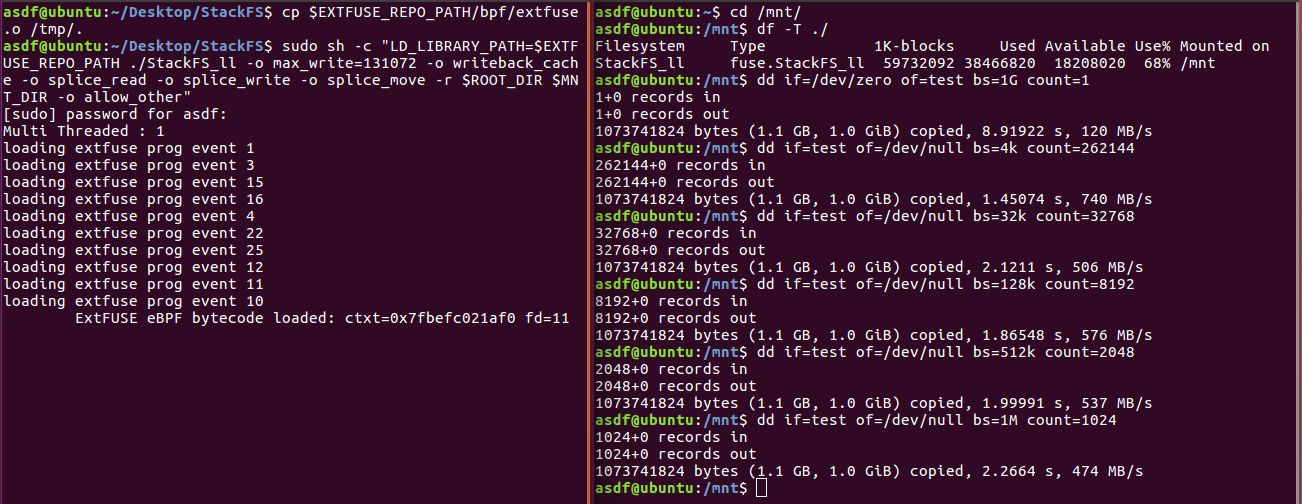 asdf@ubuntu:~/Desktop/StackFS$ cp $EXTFUSE_REPO_PATH/bpf/extfuse
.o /tmp/.
asdf@ubuntu:~/Desktop/StackFS$ sudo sh -c "LD_LIBRARY_PATH=$EXTF
USE_REPO_PATH ./StackFS_ll -o max_write=131072 -o writeback_cac
he -o splice_read -o splice_write -o splice_move -r $ROOT_DIR $MN
T_DIR -o allow_other"
[sudo] password for asdf:
Multi Threaded : 1
loading extfuse prog event 1
loading extfuse prog event 3
loading extfuse prog event 15
loading extfuse prog event 16
loading extfuse prog event 4
loading extfuse prog event 22
loading extfuse prog event 25
loading extfuse prog event 12
loading extfuse prog event 11
loading extfuse prog event 10
ExtFUSE eBPF bytecode loaded: ctxt=0x7fbefc021af0 fd=11
asdf@ubuntu:~$ cd /mnt/
asdf@ubuntu:/mnt$ df -T ./
Filesystem     Type            1K-blocks     Used Available Use% Mounted on
StackFS_ll     fuse.StackFS_ll  59732092 38466820  18208020  68% /mnt
asdf@ubuntu:/mnt$ dd if=/dev/zero of=test bs=1G count=1
1+0 records in
1+0 records out
1073741824 bytes (1.1 GB, 1.0 GiB) copied, 8.91922 s, 120 MB/s
asdf@ubuntu:/mnt$ dd if=test of=/dev/null bs=4k count=262144
262144+0 records in
262144+0 records out
1073741824 bytes (1.1 GB, 1.0 GiB) copied, 1.45074 s, 740 MB/s
asdf@ubuntu:/mnt$ dd if=test of=/dev/null bs=32k count=32768
32768+0 records in
32768+0 records out
1073741824 bytes (1.1 GB, 1.0 GiB) copied, 2.1211 s, 506 MB/s
asdf@ubuntu:/mnt$ dd if=test of=/dev/null bs=128k count=8192
8192+0 records in
8192+0 records out
1073741824 bytes (1.1 GB, 1.0 GiB) copied, 1.86548 s, 576 MB/s
asdf@ubuntu:/mnt$ dd if=test of=/dev/null bs=512k count=2048
2048+0 records in
2048+0 records out
1073741824 bytes (1.1 GB, 1.0 GiB) copied, 1.99991 s, 537 MB/s
asdf@ubuntu:/mnt$ dd if=test of=/dev/null bs=1M count=1024
1024+0 records in
1024+0 records out
1073741824 bytes (1.1 GB, 1.0 GiB) copied, 2.2664 s, 474 MB/s
asdf@ubuntu:/mnt$